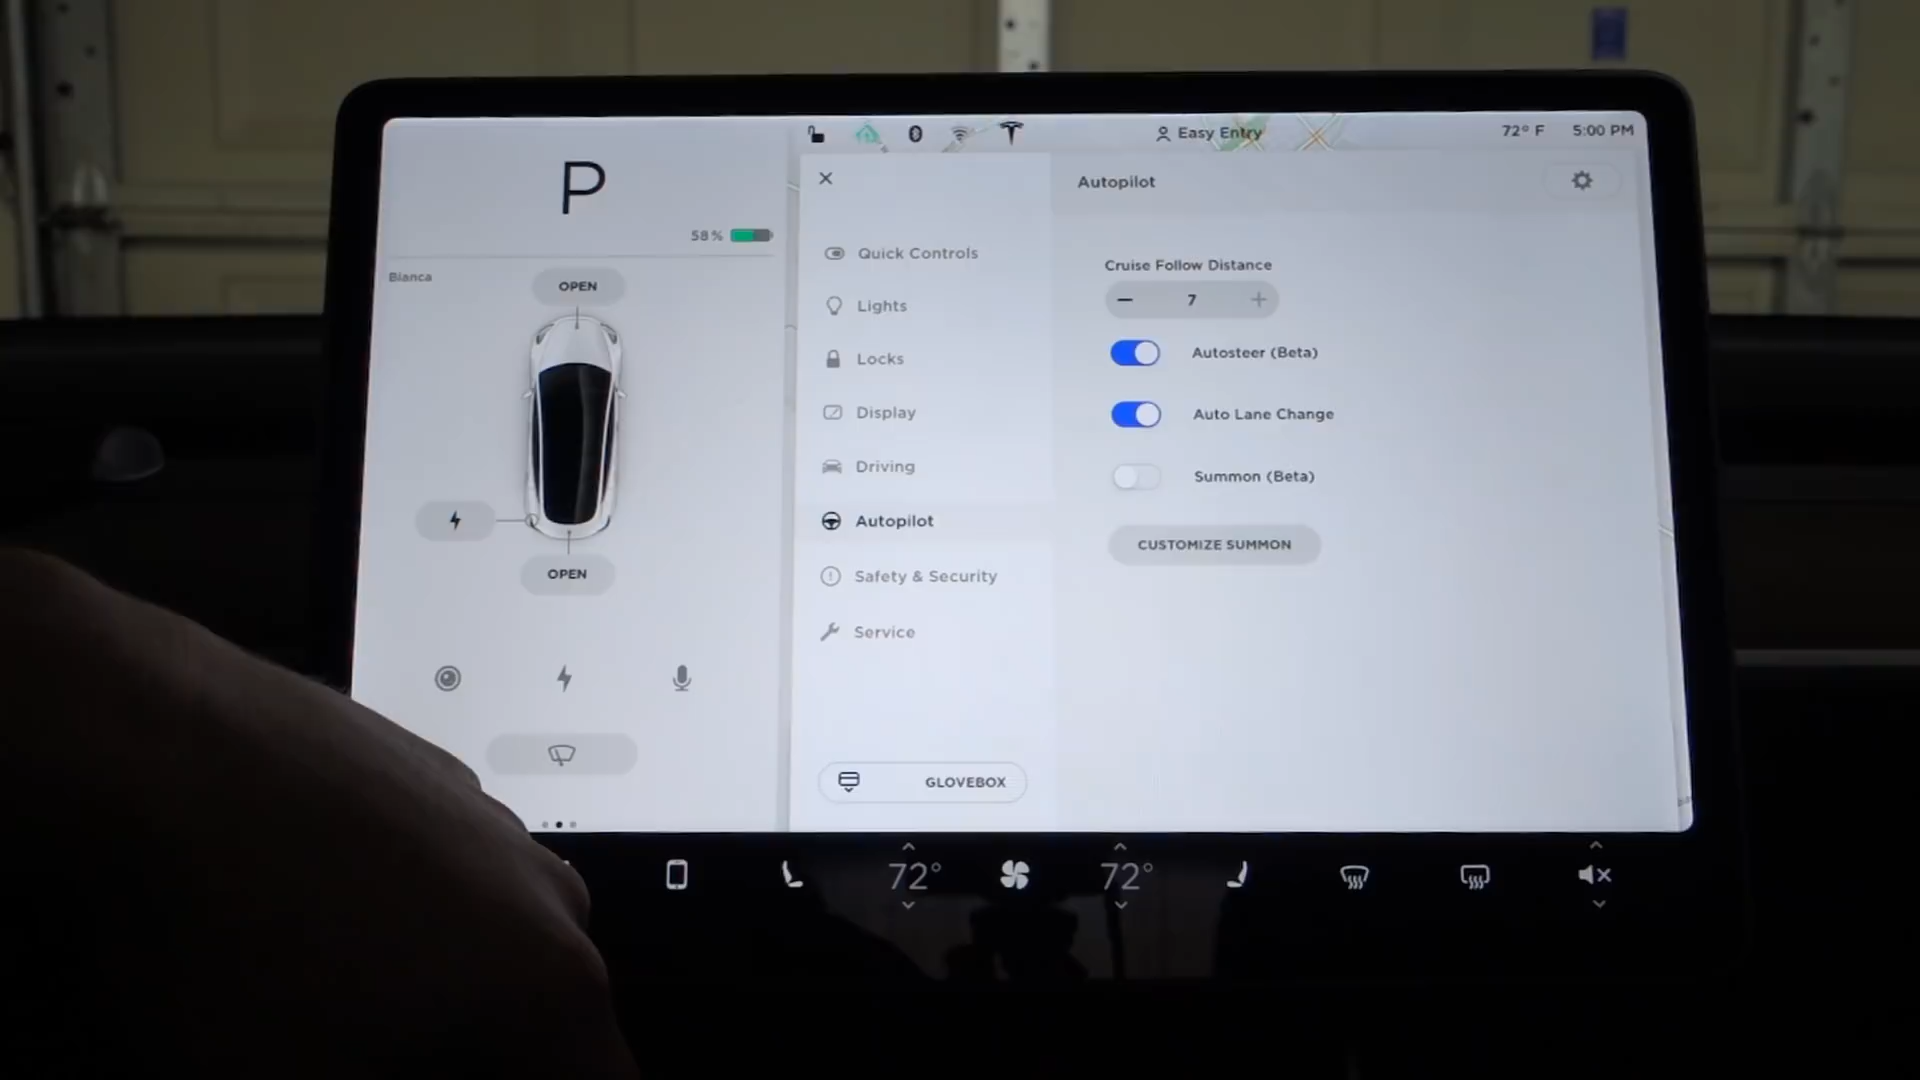 P
58%
Bianca
OPEN
OPEN
Easy Entry
72° F
5:00 PM
Quick Controls
Lights
Locks
Display
Driving
Autopilot
Safety & Security
Service
GLOVEBOX
Autopilot
Cruise Follow Distance
− 7 +
Autosteer (Beta)
Auto Lane Change
Summon (Beta)
CUSTOMIZE SUMMON
72°
72°